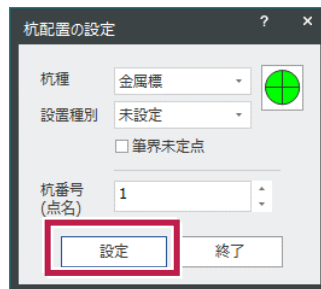 杭配置の設定 ? ×
杭種 金属標
設置種別 未設定
筆界未定点
杭番号 1
(点名)
設定 終了